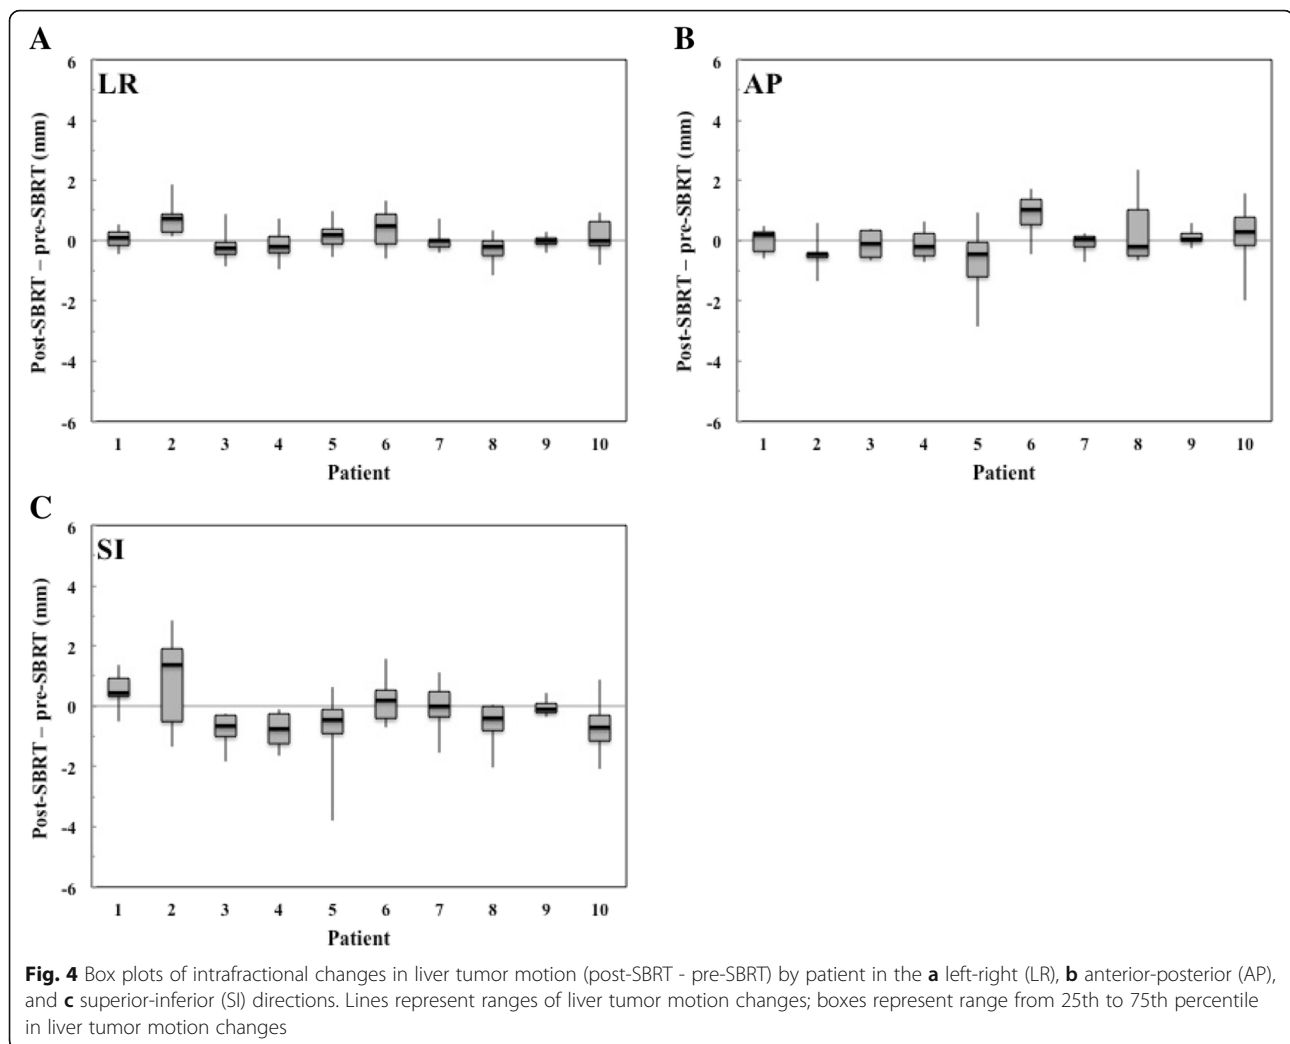 A
LR
Post-SBRT – pre-SBRT (mm)
6
4
2
0
-2
-4
-6
1 2 3 4 5 6 7 8 9 10
Patient
B
AP
Post-SBRT – pre-SBRT (mm)
6
4
2
0
-2
-4
-6
1 2 3 4 5 6 7 8 9 10
Patient
C
SI
Post-SBRT – pre-SBRT (mm)
6
4
2
0
-2
-4
-6
1 2 3 4 5 6 7 8 9 10
Patient
Fig. 4 Box plots of intrafractional changes in liver tumor motion (post-SBRT - pre-SBRT) by patient in the a left-right (LR), b anterior-posterior (AP),
and c superior-inferior (SI) directions. Lines represent ranges of liver tumor motion changes; boxes represent range from 25th to 75th percentile
in liver tumor motion changes